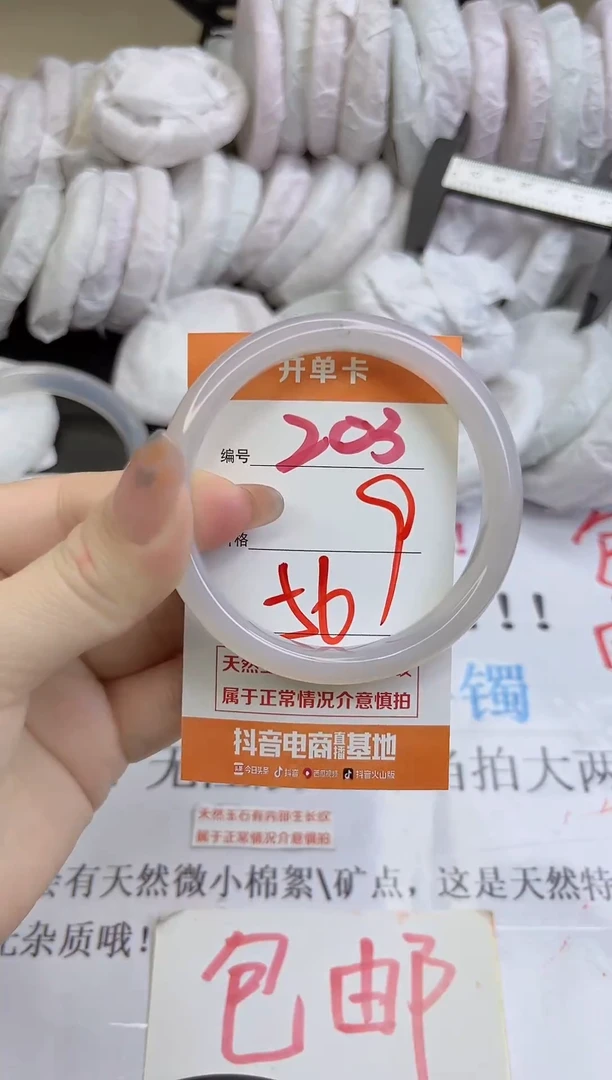 开单卡
编号 203
格
9
56
天然
属于正常情况介意慎拍
抖音电商直播基地
今日头条 抖音 西瓜视频 抖音火山版
!!!
镯
拍大两
天然玉石有内部生长纹
属于正常情况介意慎拍
会有天然微小棉絮\矿点，这是天然特
杂质哦!
包邮